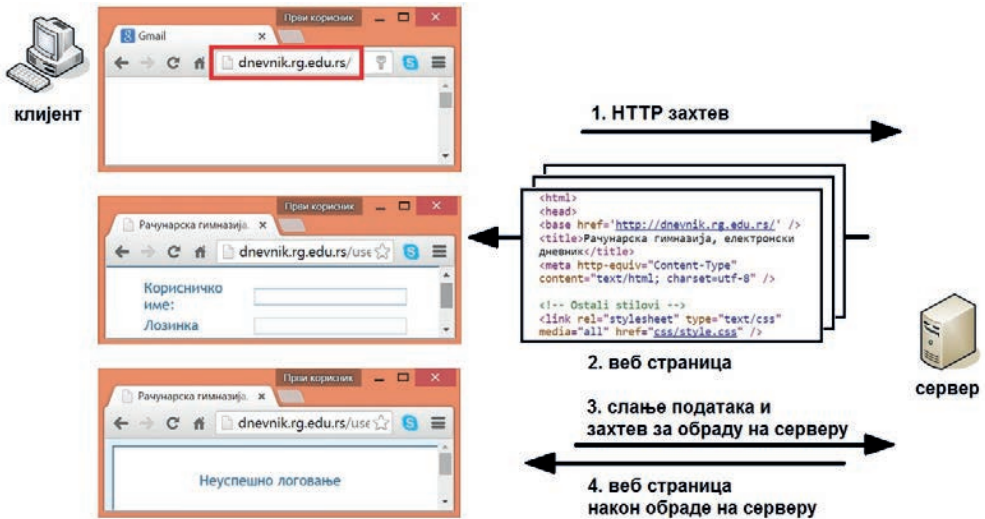 Први корисник
Gmail
dnevnik.rg.edu.rs/
клијент
1. HTTP захтев
Први корисник
Рачунарска гимназија.
dnevnik.rg.edu.rs/use
Корисничко
име:
Лозинка
<html>
<head>
<base href='http://dnevnik.rg.edu.rs/' />
<title>Рачунарска гимназија, електронски
дневник</title>
<meta http-equiv="Content-Type"
content="text/html; charset=utf-8" />
<!-- Ostali stilovi -->
<link rel="stylesheet" type="text/css"
media="all" href="css/style.css" />
2. веб страница
сервер
Први корисник
Рачунарска гимназија.
dnevnik.rg.edu.rs/use
Неуспешно логовање
3. слање података и
захтев за обраду на серверу
4. веб страница
након обраде на серверу